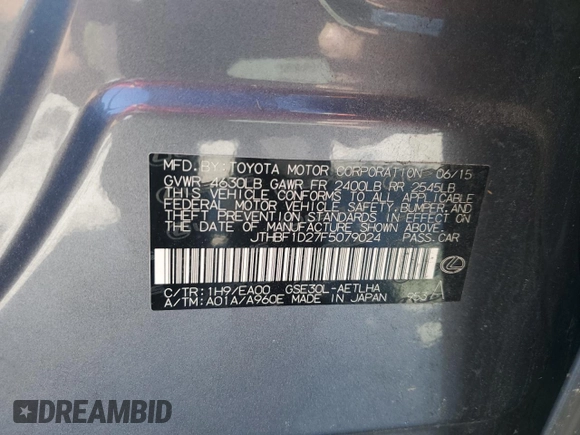 MFD. BY: TOYOTA MOTOR CORPORATION 06/15
GVWR 4630LB GAWR FR 2400LB RR 2545LB
THIS VEHICLE CONFORMS TO ALL APPLICABLE
FEDERAL MOTOR VEHICLE SAFETY, BUMPER, AND
THEFT PREVENTION STANDARDS IN EFFECT ON
THE DATE OF MANUFACTURE SHOWN ABOVE.
JTHBF1D27F5079024 PASS.CAR
C/TR: 1H9/EA00 GSE30L-AETLHA
A/TM: A01A/A960E MADE IN JAPAN
953 A
DREAMBID